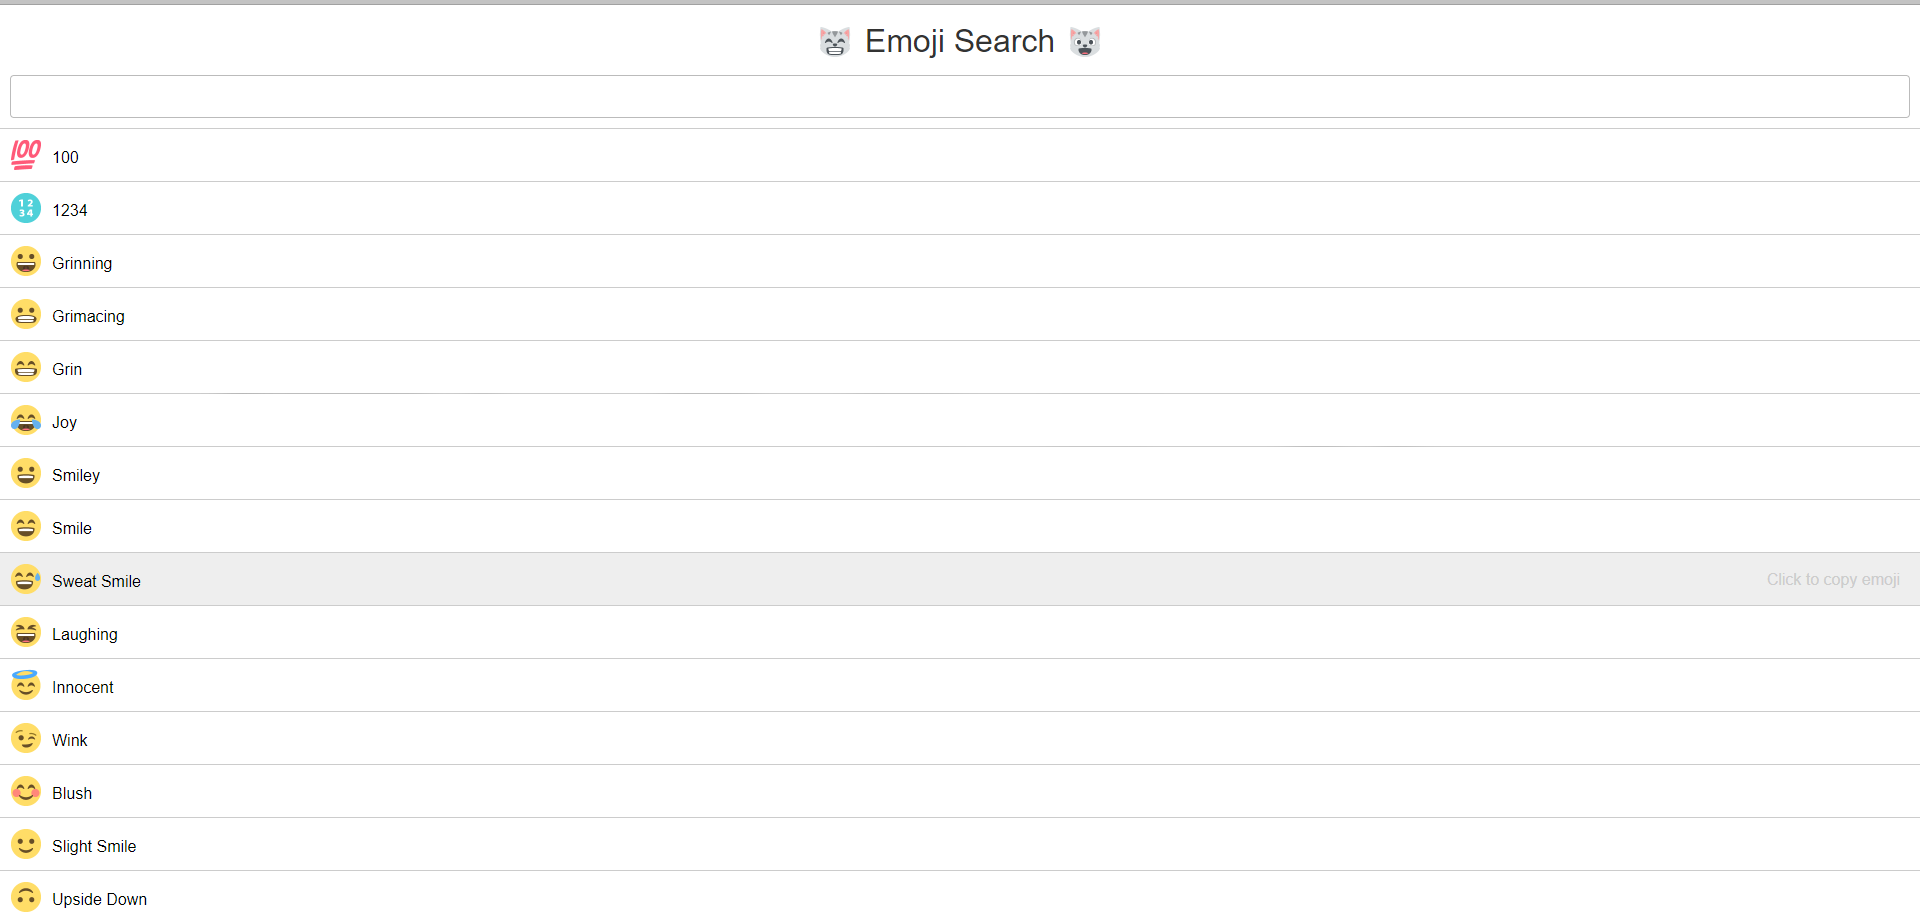 Emoji Search
100
1234
Grinning
Grimacing
Grin
Joy
Smiley
Smile
Sweat Smile Click to copy emoji
Laughing
Innocent
Wink
Blush
Slight Smile
Upside Down